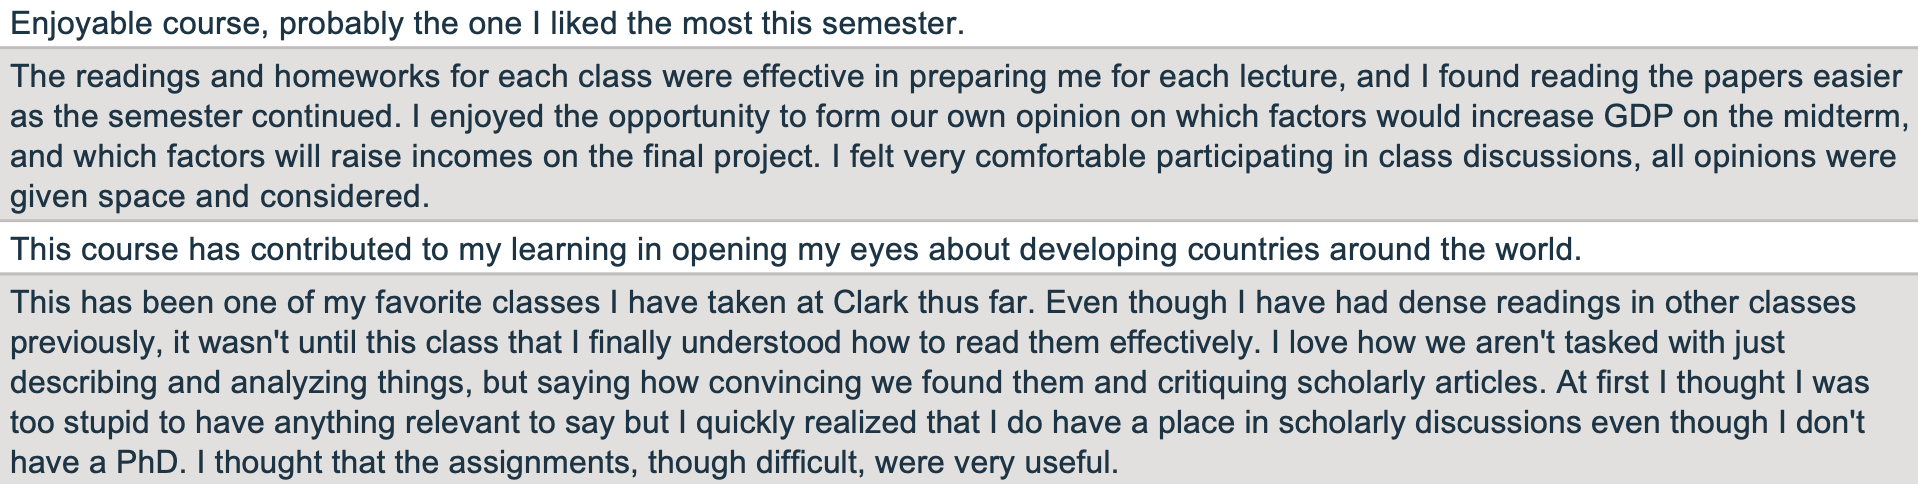 Enjoyable course, probably the one I liked the most this semester.
The readings and homeworks for each class were effective in preparing me for each lecture, and I found reading the papers easier
as the semester continued. I enjoyed the opportunity to form our own opinion on which factors would increase GDP on the midterm,
and which factors will raise incomes on the final project. I felt very comfortable participating in class discussions, all opinions were
given space and considered.
This course has contributed to my learning in opening my eyes about developing countries around the world.
This has been one of my favorite classes I have taken at Clark thus far. Even though I have had dense readings in other classes
previously, it wasn't until this class that I finally understood how to read them effectively. I love how we aren't tasked with just
describing and analyzing things, but saying how convincing we found them and critiquing scholarly articles. At first I thought I was
too stupid to have anything relevant to say but I quickly realized that I do have a place in scholarly discussions even though I don't
have a PhD. I thought that the assignments, though difficult, were very useful.